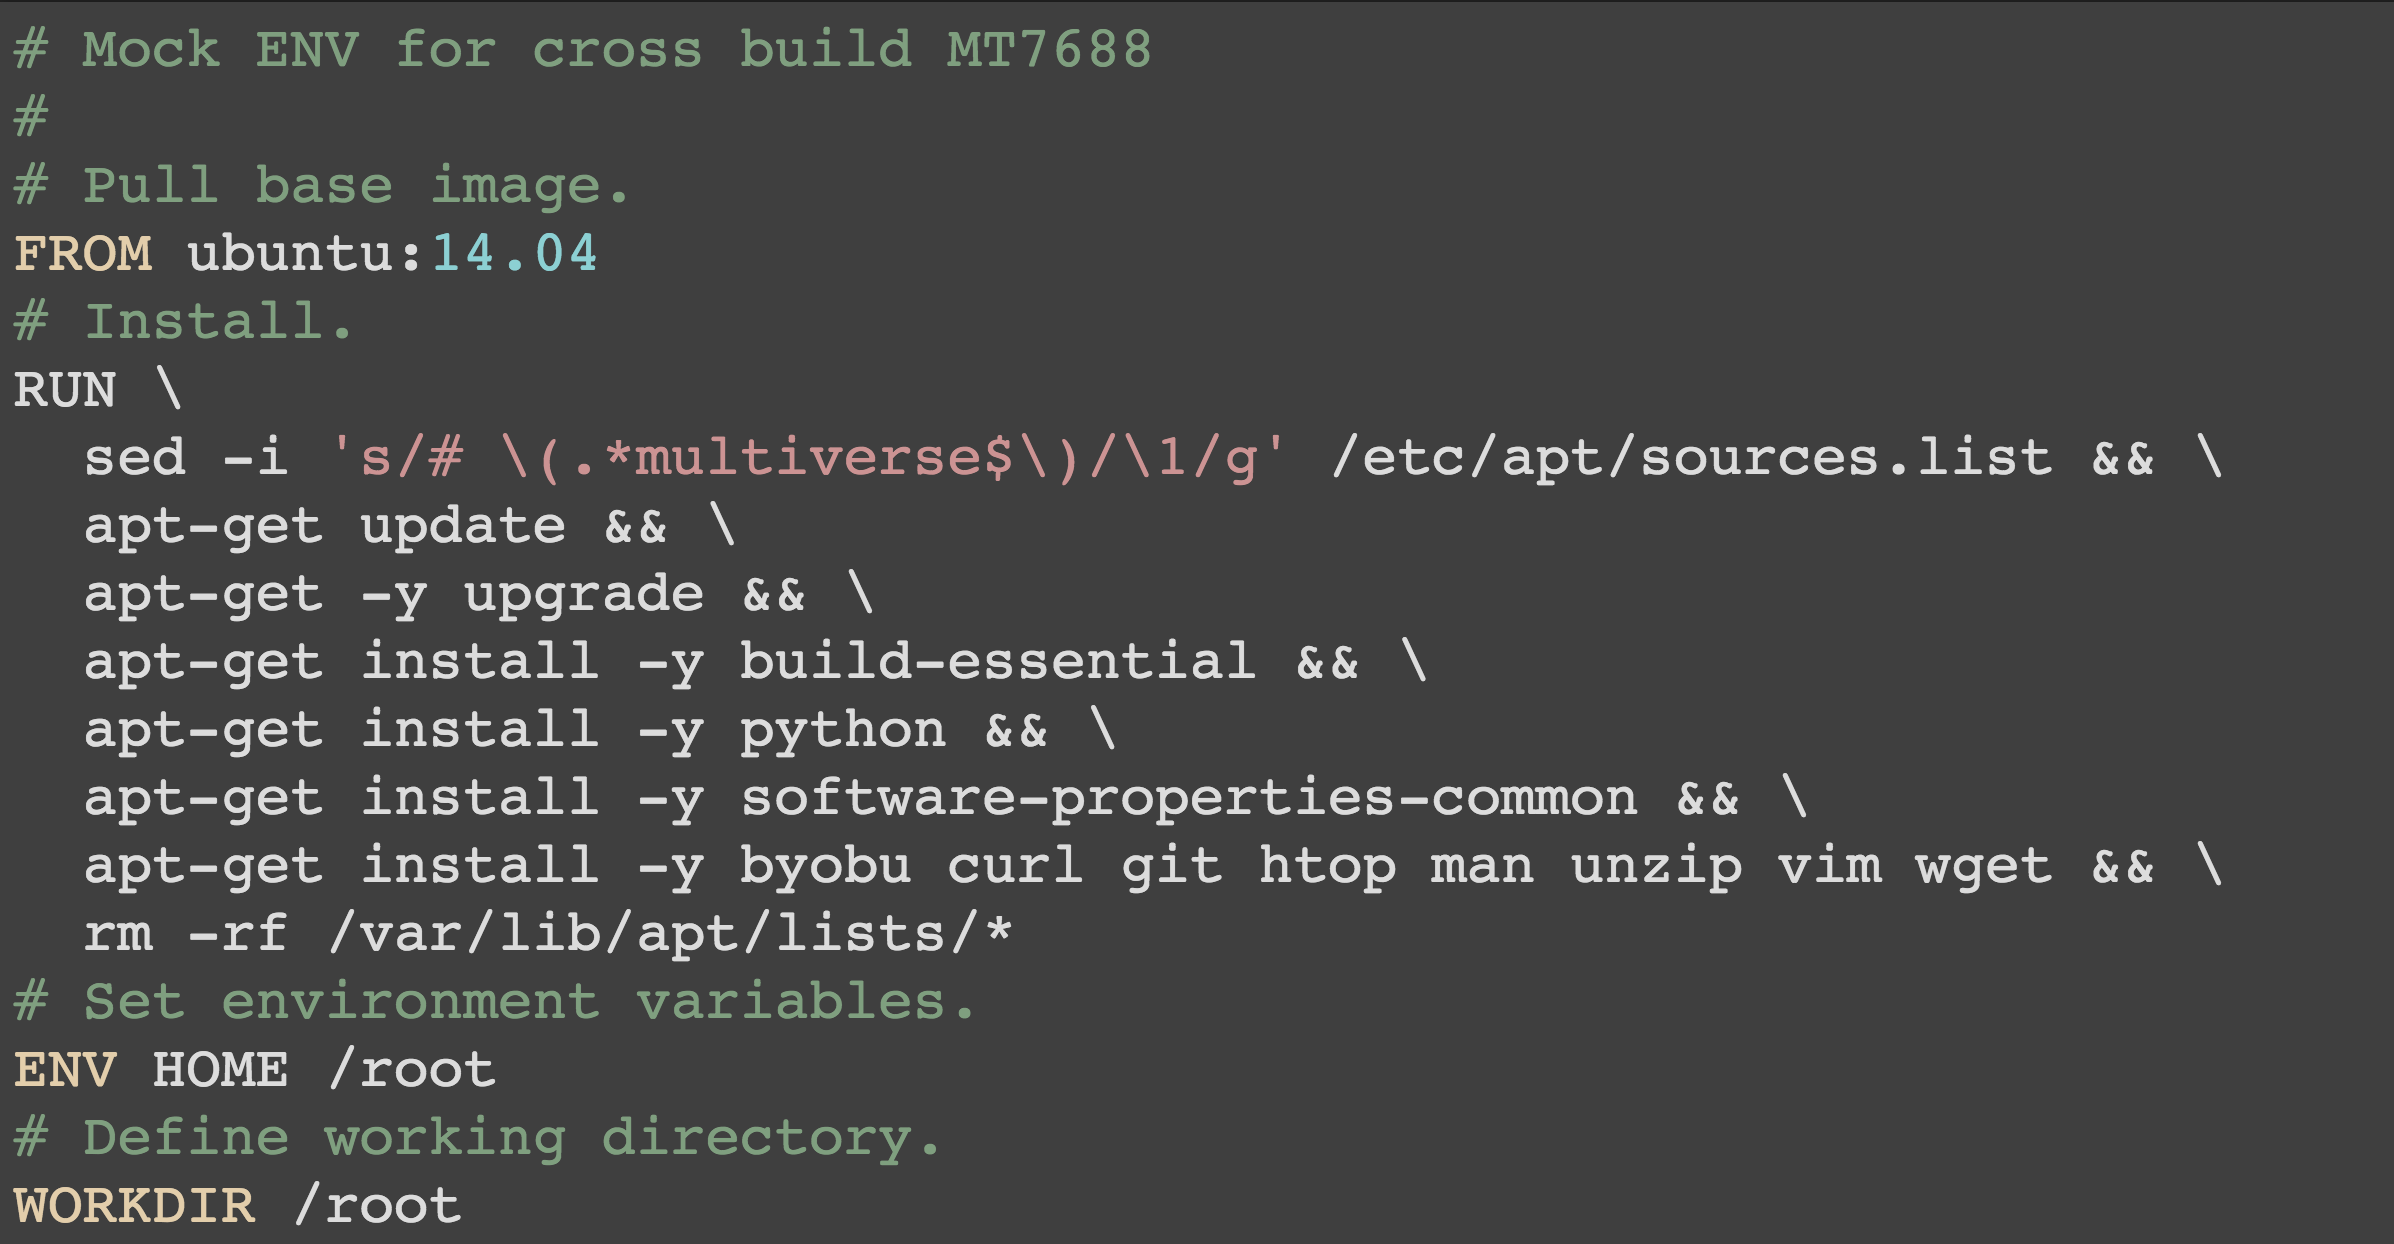 # Mock ENV for cross build MT7688
#
# Pull base image.
FROM ubuntu:14.04
# Install.
RUN \
  sed -i 's/# \(.*multiverse$\)/\1/g' /etc/apt/sources.list && \
  apt-get update && \
  apt-get -y upgrade && \
  apt-get install -y build-essential && \
  apt-get install -y python && \
  apt-get install -y software-properties-common && \
  apt-get install -y byobu curl git htop man unzip vim wget && \
  rm -rf /var/lib/apt/lists/*
# Set environment variables.
ENV HOME /root
# Define working directory.
WORKDIR /root